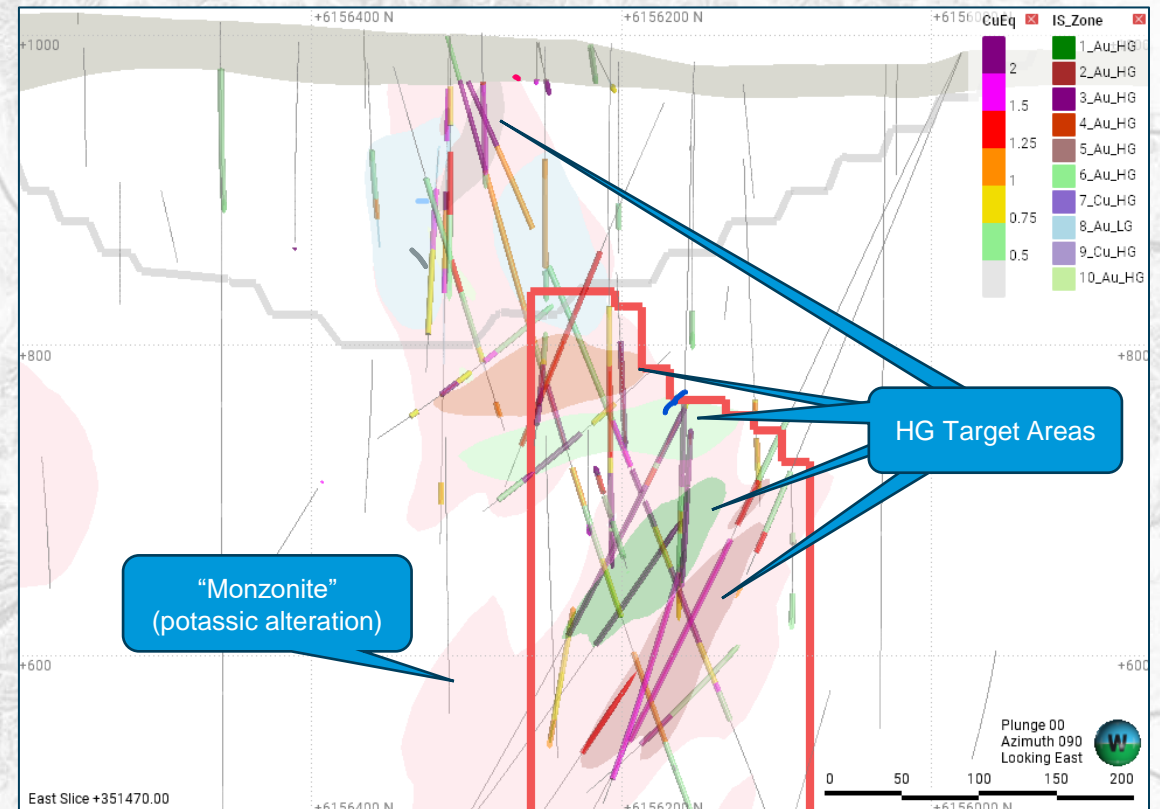 +6156400 N
+6156200 N
+6156000 N
CuEq
IS_Zone
+1000
2
1.5
1.25
1
0.75
0.5
1_Au_HG
2_Au_HG
3_Au_HG
4_Au_HG
5_Au_HG
6_Au_HG
7_Cu_HG
8_Au_LG
9_Cu_HG
10_Au_HG
+800
+800
HG Target Areas
“Monzonite”
(potassic alteration)
+600
+600
Plunge 00
Azimuth 090
Looking East
W
0 50 100 150 200
East Slice +351470.00
+6156400 N
+6156200 N
+6156000 N